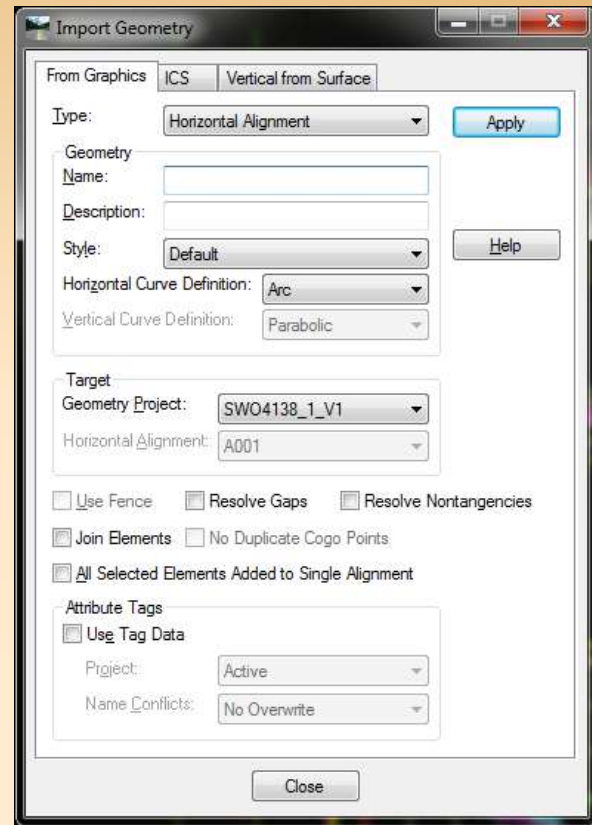 Import Geometry
From Graphics ICS Vertical from Surface
Type: Horizontal Alignment Apply
Geometry
Name:
Description:
Help
Style: Default
Horizontal Curve Definition: Arc
Vertical Curve Definition: Parabolic
Target
Geometry Project: SWO4138_1_V1
Horizontal Alignment: A001
Use Fence Resolve Gaps Resolve Nontangencies
Join Elements No Duplicate Cogo Points
All Selected Elements Added to Single Alignment
Attribute Tags
Use Tag Data
Project: Active
Name Conflicts: No Overwrite
Close